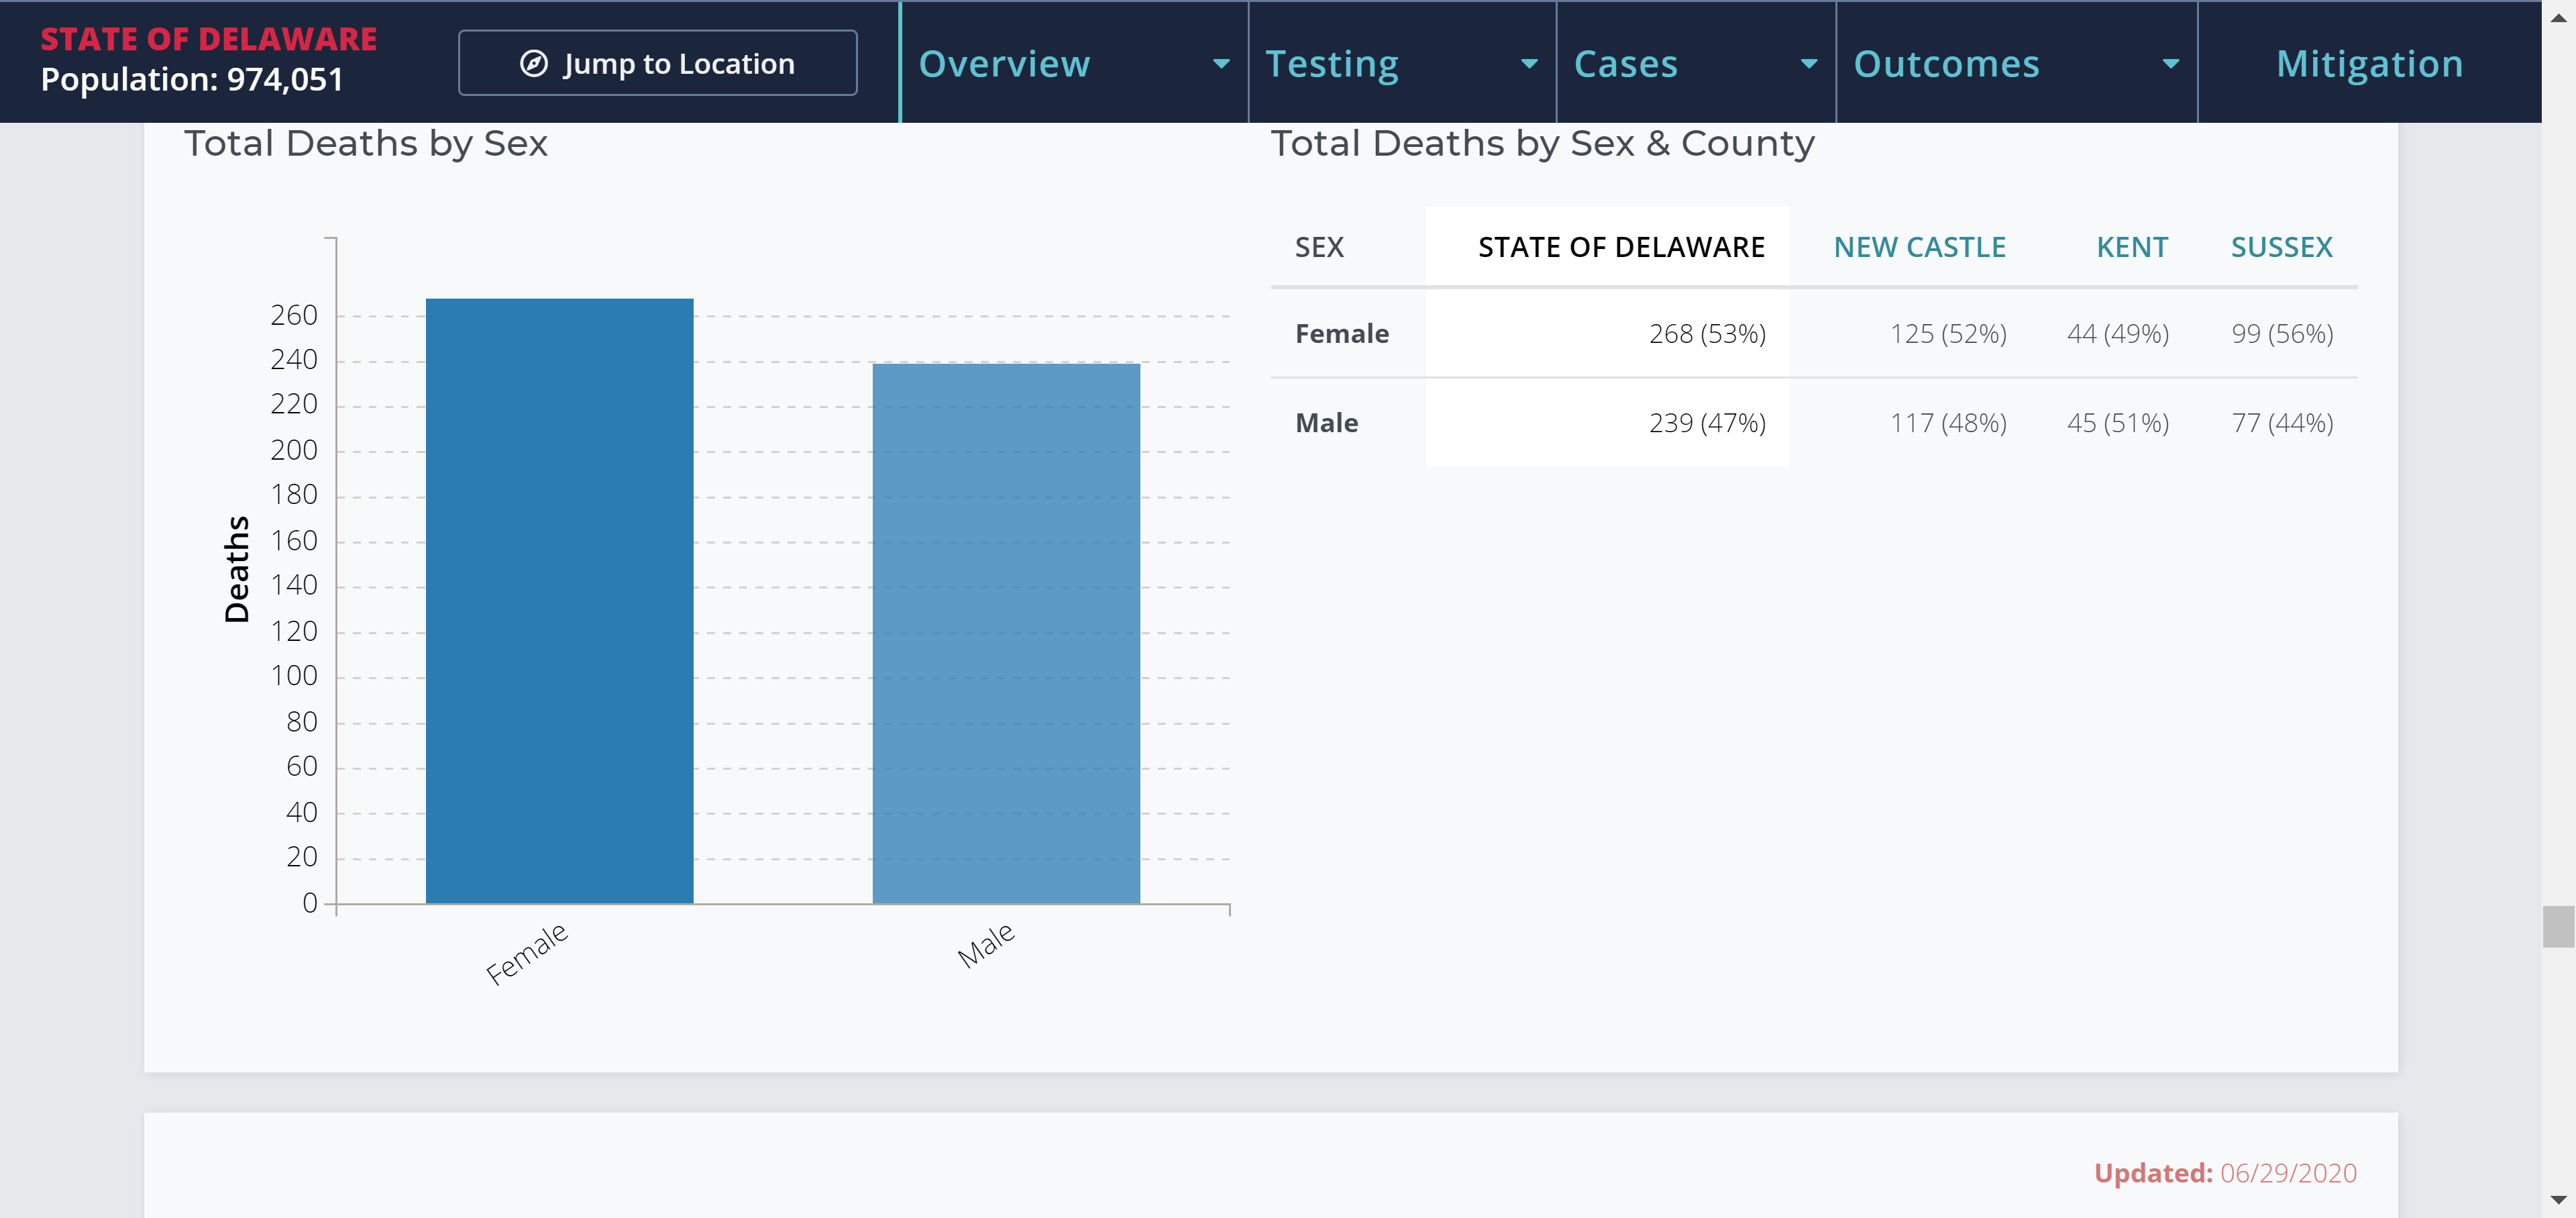 STATE OF DELAWARE
Population: 974,051
Jump to Location
Overview
Testing
Cases
Outcomes
Mitigation
Total Deaths by Sex
Deaths
260
240
220
200
180
160
140
120
100
80
60
40
20
0
Female
Male
Total Deaths by Sex & County
SEX STATE OF DELAWARE NEW CASTLE KENT SUSSEX
Female 268 (53%) 125 (52%) 44 (49%) 99 (56%)
Male 239 (47%) 117 (48%) 45 (51%) 77 (44%)
Updated: 06/29/2020